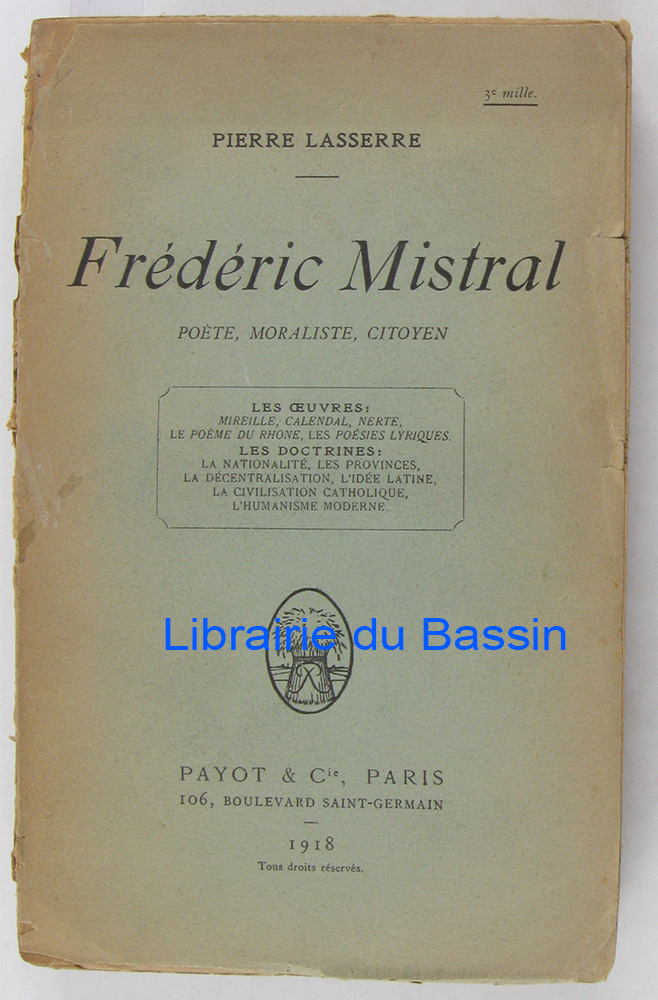 3e mille.
PIERRE LASSERRE
Frédéric Mistral
POÈTE, MORALISTE, CITOYEN
LES ŒUVRES:
MIREILLE, CALENDAL, NERTE,
LE POÈME DU RHONE, LES POÉSIES LYRIQUES.
LES DOCTRINES:
LA NATIONALITÉ, LES PROVINCES,
LA DÉCENTRALISATION, L'IDÉE LATINE,
LA CIVILISATION CATHOLIQUE,
L'HUMANISME MODERNE.
Librairie du Bassin
PAYOT & Cie, PARIS
106, BOULEVARD SAINT-GERMAIN
1918
Tous droits réservés.